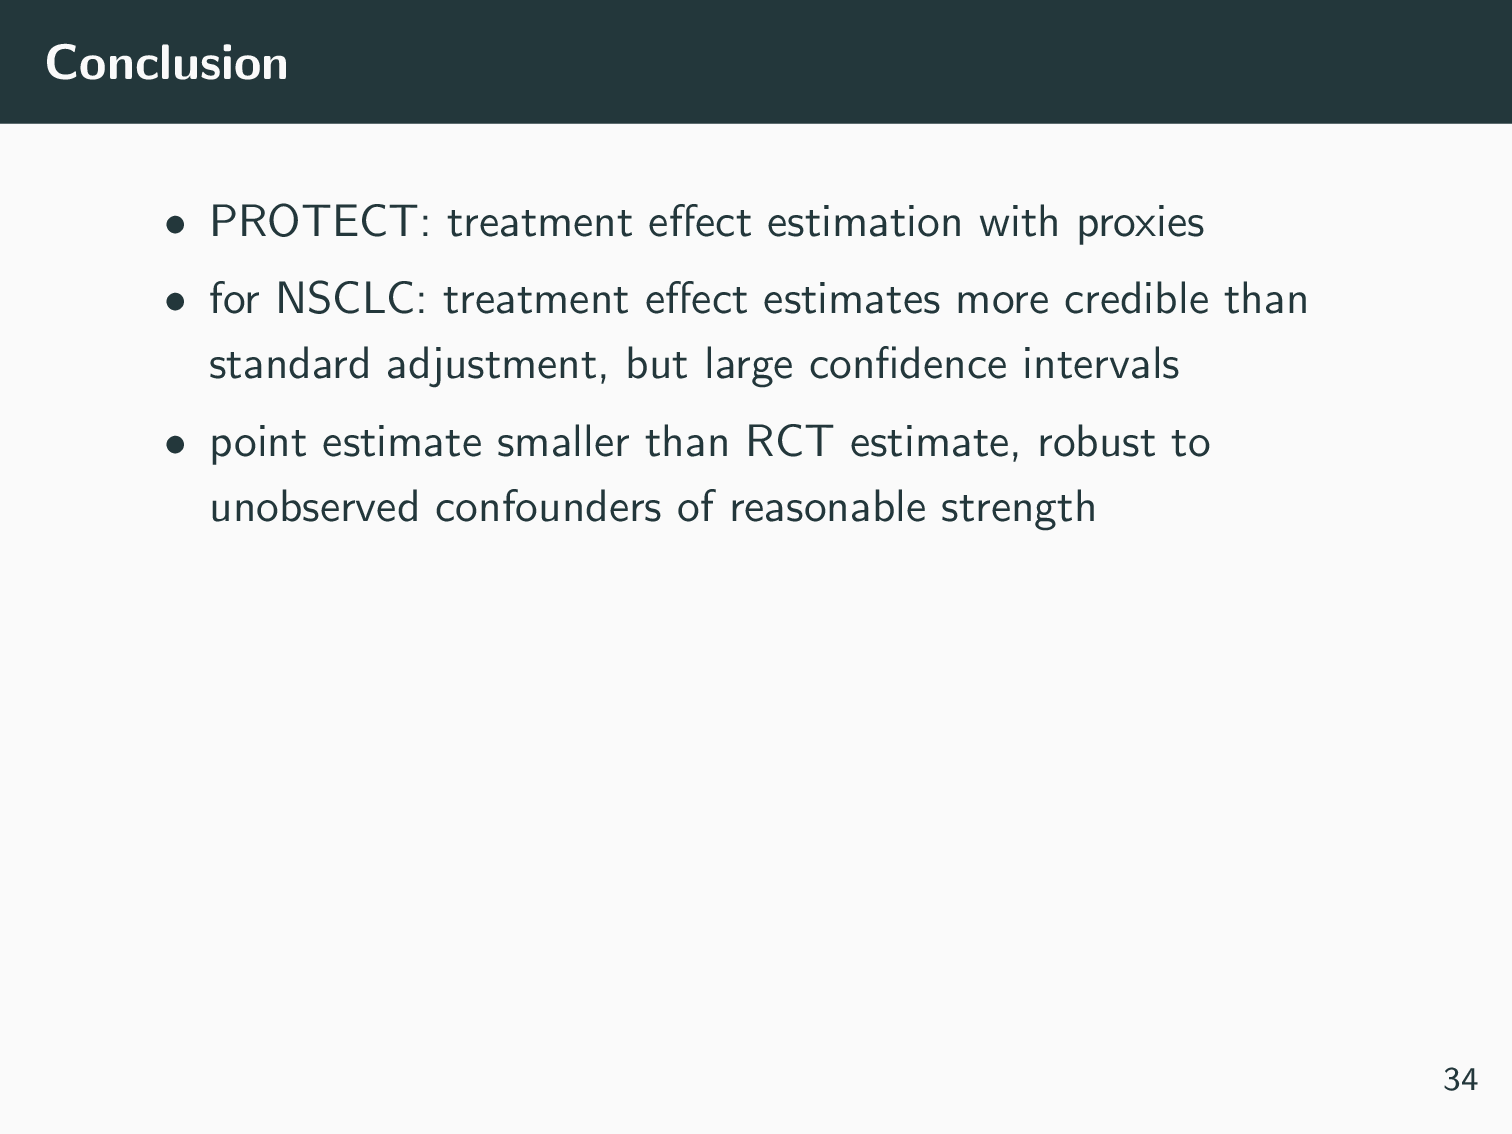 Conclusion
• PROTECT: treatment effect estimation with proxies
• for NSCLC: treatment effect estimates more credible than
standard adjustment, but large confidence intervals
• point estimate smaller than RCT estimate, robust to
unobserved confounders of reasonable strength
34